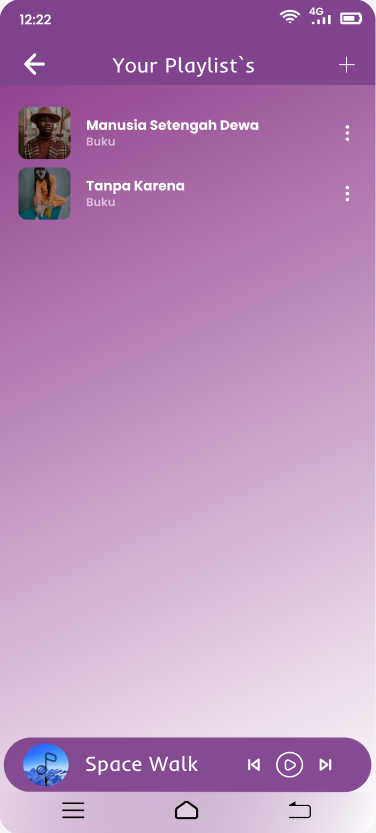 12:22
4G
Your Playlist`s
Manusia Setengah Dewa
Buku
Tanpa Karena
Buku
Space Walk